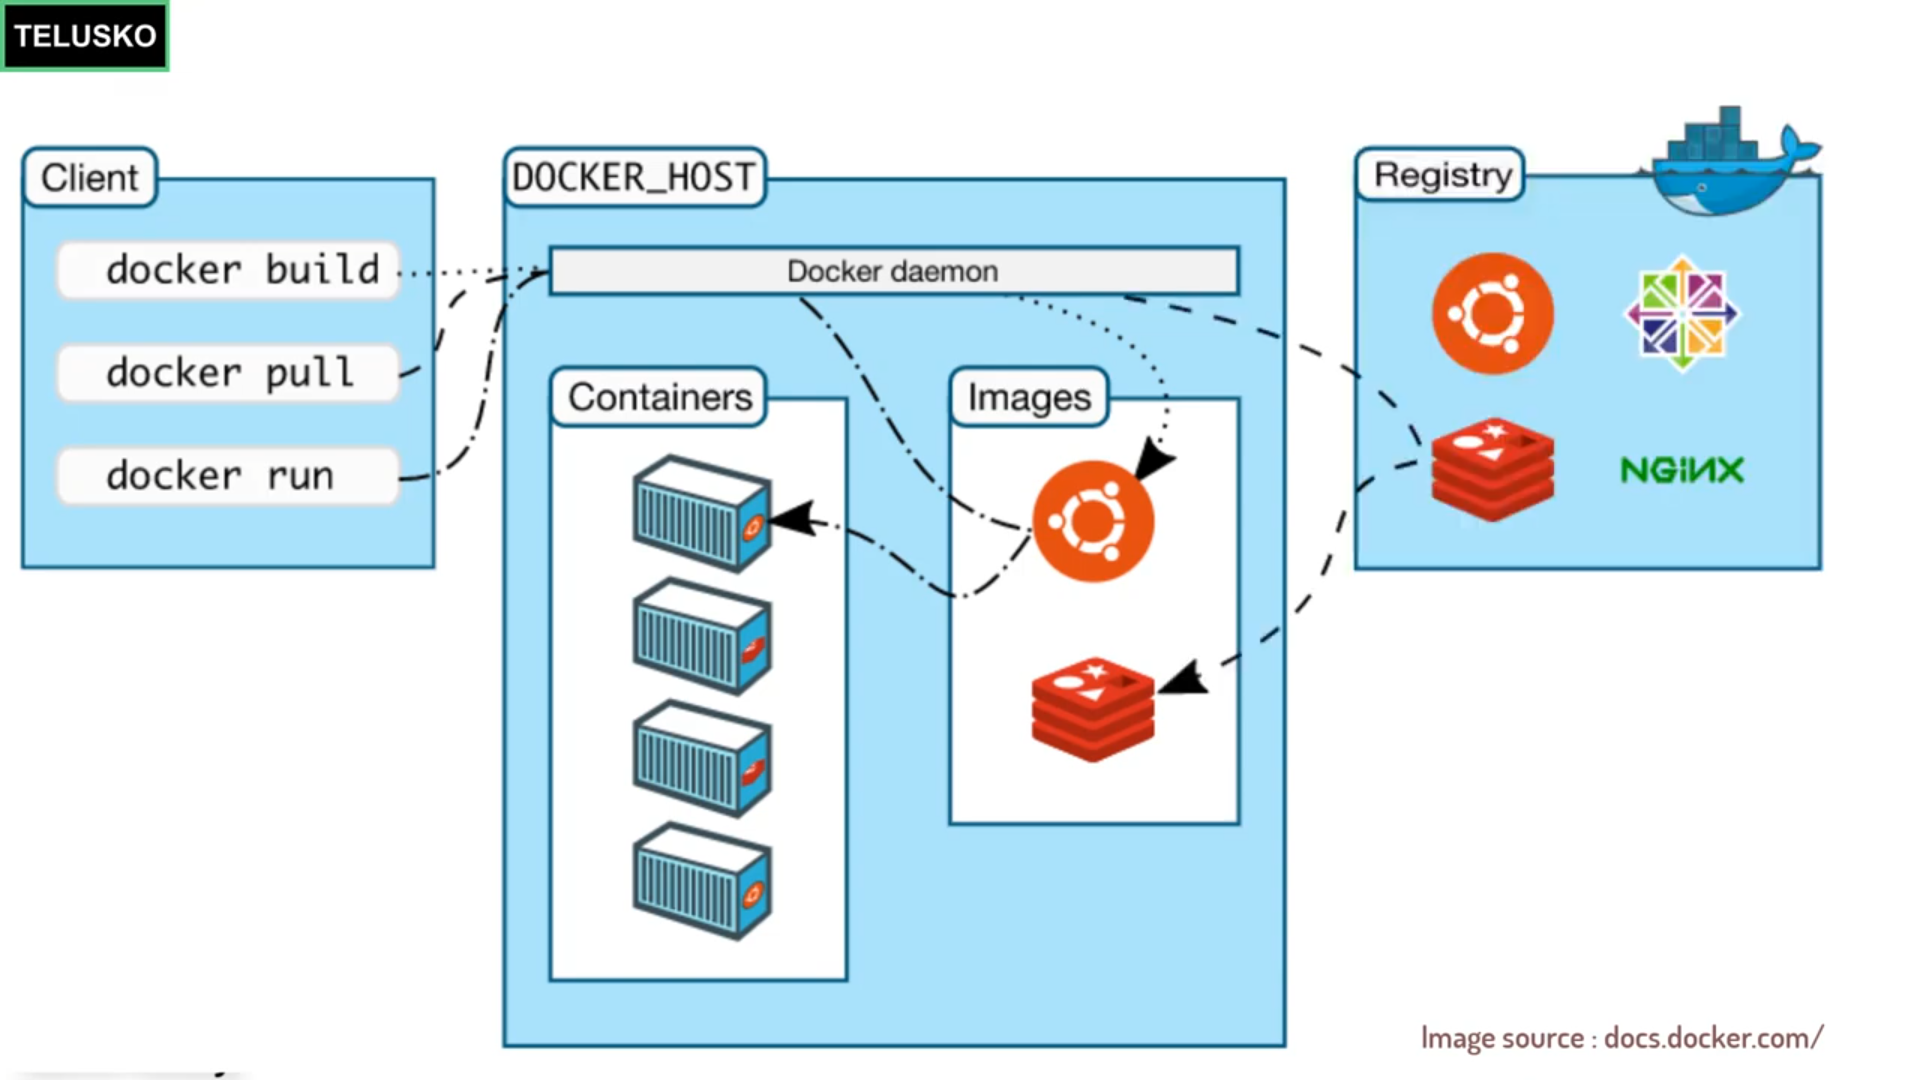 TELUSKO
Client
DOCKER_HOST
Registry
docker build
Docker daemon
docker pull
Containers
Images
docker run
NGiNX
Image source : docs.docker.com/